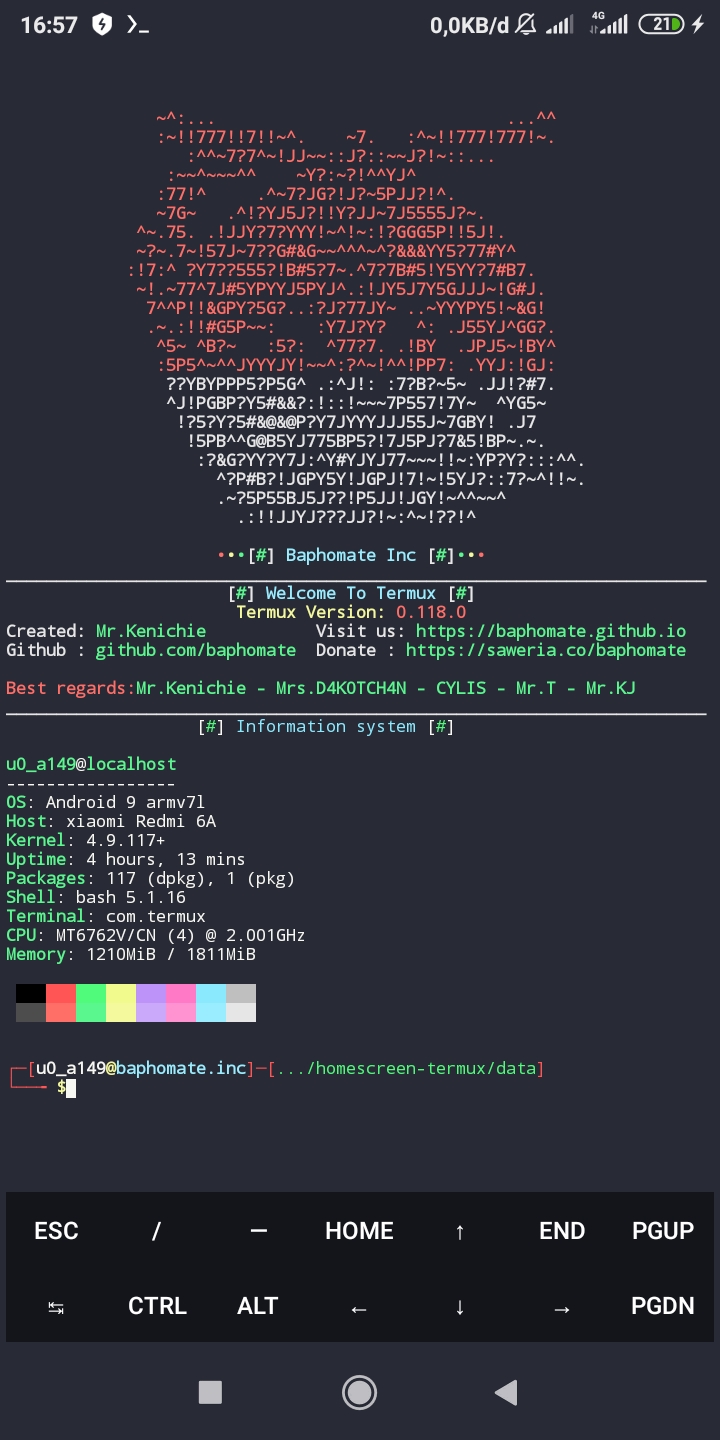 16:57 0,0KB/d 4G 21
~^:... ...^^
:~!!777!!7!!~^. ~7. :^~!!777!777!~.
:^^~7?7^~!JJ~~::J?::~~J?!~::...
:~~^~~~^^ ~Y?:~?!^^YJ^
:77!^ .^~7?JG?!J?~5PJJ?!^.
~7G~ .^!?YJ5J?!!Y?JJ~7J5555J?~.
^~.75. .!JJY?7?YYY!~^!~:!?GGG5P!!5J!.
~?~.7~!57J~7??G#&G~~^^^~^?&&&YY5?77#Y^
:!7:^ ?Y7??555?!B#5?7~.^7?7B#5!Y5YY?7#B7.
~!.~77^7J#5YPYYJ5PYJ^.:!JY5J7Y5GJJJ~!G#J.
7^^P!!&GPY?5G?..:?J?77JY~ ..~YYYPY5!~&G!
.~.:!!#G5P~~: :Y7J?Y? ^: .J55YJ^GG?.
^5~ ^B?~ :5?: ^77?7. .!BY .JPJ5~!BY^
:5P5^~^^JYYYJY!~~^:?^~!^^!PP7: .YYJ:!GJ:
??YBYPPP5?P5G^ .:^J!: :7?B?~5~ .JJ!?#7.
^J!PGBP?Y5#&&?:!::!~~~7P557!7Y~ ^YG5~
!?5?Y?5#&@&@P?Y7JYYYJJJ55J~7GBY! .J7
!5PB^^G@B5YJ775BP5?!7J5PJ?7&5!BP~.~.
:?&G?YY?Y7J:^Y#YJYJ77~~~!!~:YP?Y?:::^^.
^?P#B?!JGPY5Y!JGPJ!7!~!5YJ?::7?~^!!~.
.~?5P55BJ5J??!P5JJ!JGY!~^^~~^
.:!!JJYJ???JJ?!~:^~!??!^
•••[#] Baphomate Inc [#]•••
[#] Welcome To Termux [#]
Termux Version: 0.118.0
Created: Mr.Kenichie Visit us: https://baphomate.github.io
Github : github.com/baphomate Donate : https://saweria.co/baphomate
Best regards:Mr.Kenichie - Mrs.D4K0TCH4N - CYLIS - Mr.T - Mr.KJ
[#] Information system [#]
u0_a149@localhost
-----------------
OS: Android 9 armv7l
Host: xiaomi Redmi 6A
Kernel: 4.9.117+
Uptime: 4 hours, 13 mins
Packages: 117 (dpkg), 1 (pkg)
Shell: bash 5.1.16
Terminal: com.termux
CPU: MT6762V/CN (4) @ 2.001GHz
Memory: 1210MiB / 1811MiB
┌─[u0_a149@baphomate.inc]─[.../homescreen-termux/data]
└──╼ $
ESC / — HOME ↑ END PGUP
↹ CTRL ALT ← ↓ → PGDN